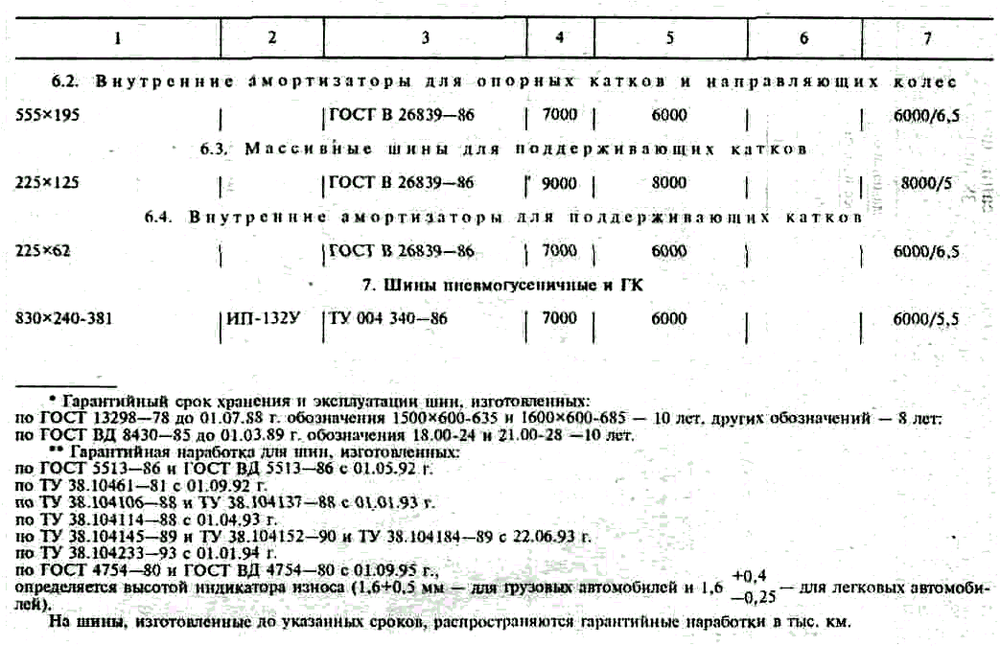 1 2 3 4 5 6 7
6.2. Внутренние амортизаторы для опорных катков и направляющих колес
555×195 ГОСТ В 26839—86 7000 6000 6000/6,5
6.3. Массивные шины для поддерживающих катков
225×125 ГОСТ В 26839—86 9000 8000 8000/5
6.4. Внутренние амортизаторы для поддерживающих катков
225×62 ГОСТ В 26839—86 7000 6000 6000/6,5
7. Шины пневмогусеничные и ГК
830×240-381 ИП-132У ТУ 004 340—86 7000 6000 6000/5,5
* Гарантийный срок хранения и эксплуатации шин, изготовленных:
по ГОСТ 13298—78 до 01.07.88 г. обозначения 1500×600-635 и 1600×600-685 — 10 лет, других обозначений — 8 лет;
по ГОСТ ВД 8430—85 до 01.03.89 г. обозначения 18.00-24 и 21.00-28 —10 лет.
** Гарантийная наработка для шин, изготовленных:
по ГОСТ 5513—86 и ГОСТ ВД 5513—86 с 01.05.92 г.
по ТУ 38.10461—81 с 01.09.92 г.
по ТУ 38.104106—88 и ТУ 38.104137—88 с 01.01.93 г.
по ТУ 38.104114—88 с 01.04.93 г.
по ТУ 38.104145—89 и ТУ 38.104152—90 и ТУ 38.104184—89 с 22.06.93 г.
по ТУ 38.104233—93 с 01.01.94 г.
по ГОСТ 4754—80 и ГОСТ ВД 4754—80 с 01.09.95 г.,
определяется высотой индикатора износа (1,6+0,5 мм — для грузовых автомобилей и 1,6 +0,4 —0,25 — для легковых автомоби-
лей).
На шины, изготовленные до указанных сроков, распространяются гарантийные наработки в тыс. км.